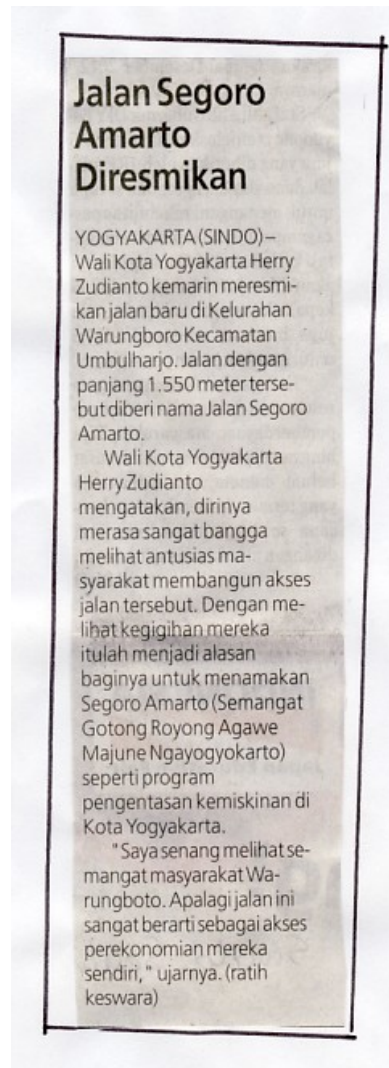 Jalan Segoro
Amarto
Diresmikan
YOGYAKARTA (SINDO) –
Wali Kota Yogyakarta Herry
Zudianto kemarin meresmi-
kan jalan baru di Kelurahan
Warungboro Kecamatan
Umbulharjo. Jalan dengan
panjang 1.550 meter terse-
but diberi nama Jalan Segoro
Amarto.
Wali Kota Yogyakarta
Herry Zudianto
mengatakan, dirinya
merasa sangat bangga
melihat antusias ma-
syarakat membangun akses
jalan tersebut. Dengan me-
lihat kegigihan mereka
itulah menjadi alasan
baginya untuk menamakan
Segoro Amarto (Semangat
Gotong Royong Agawe
Majune Ngayogyokarto)
seperti program
pengentasan kemiskinan di
Kota Yogyakarta.
"Saya senang melihat se-
mangat masyarakat Wa-
rungboto. Apalagi jalan ini
sangat berarti sebagai akses
perekonomian mereka
sendiri," ujarnya. (ratih
keswara)